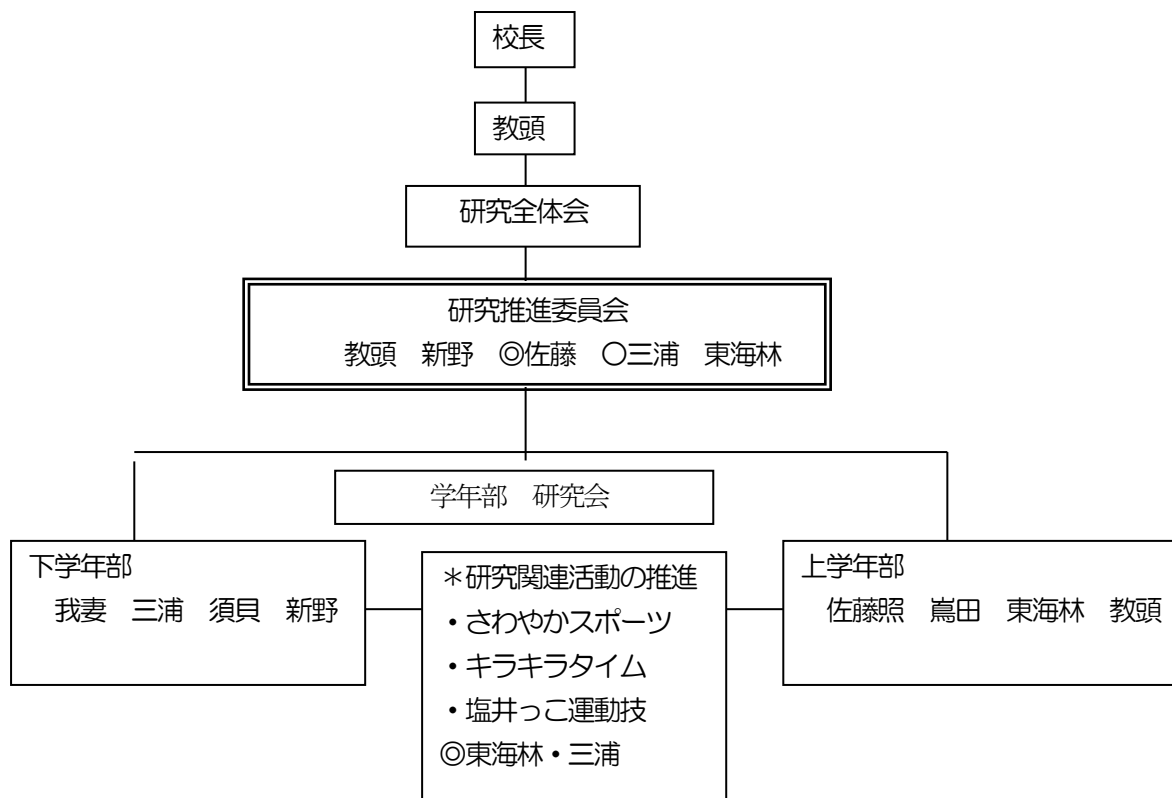 校長
教頭
研究全体会
研究推進委員会
教頭　新野　◎佐藤　○三浦　東海林
学年部　研究会
下学年部
我妻　三浦　須貝　新野
＊研究関連活動の推進
・さわやかスポーツ
・キラキラタイム
・塩井っこ運動技
◎東海林・三浦
上学年部
佐藤照　嶌田　東海林　教頭